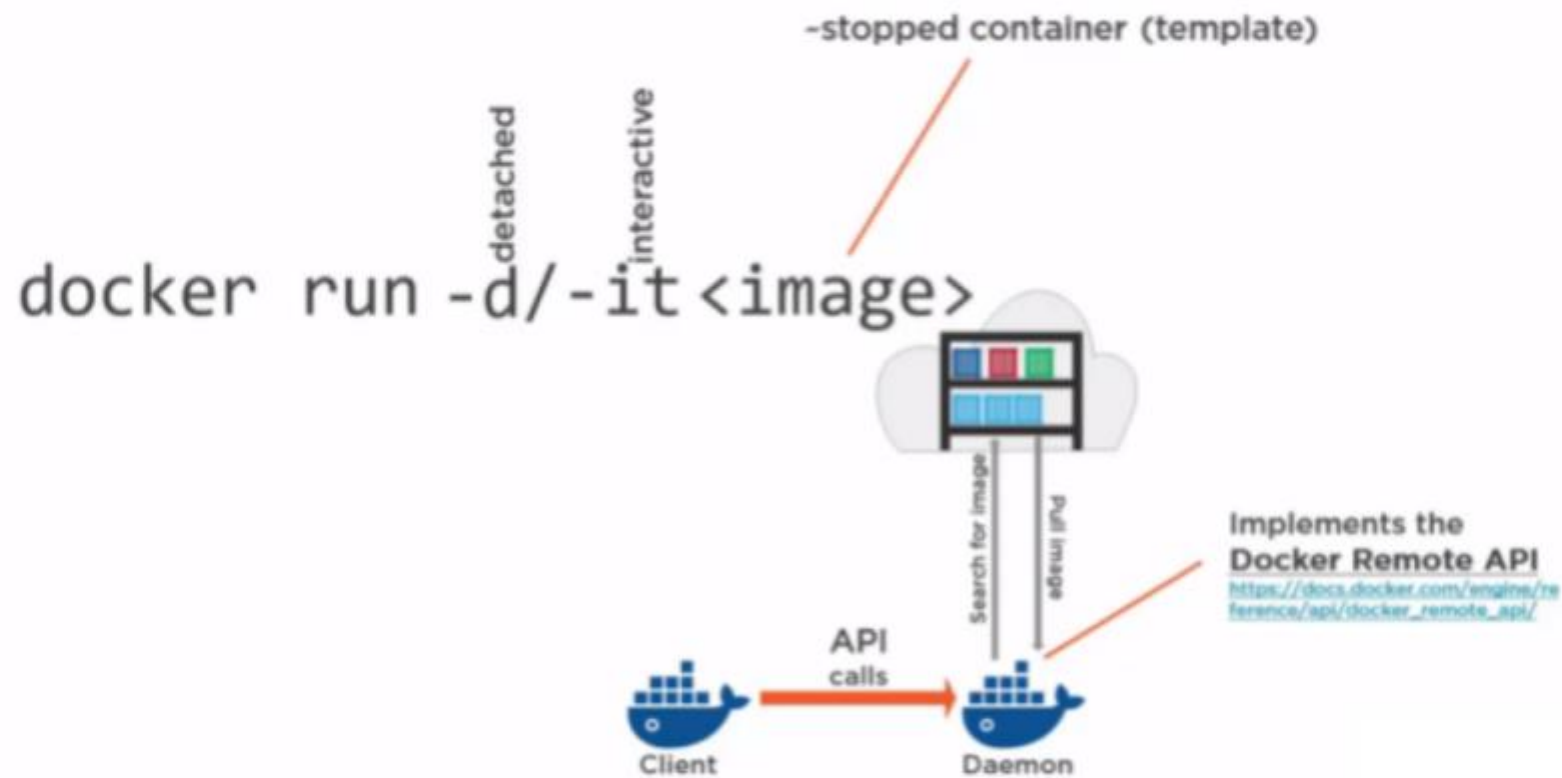 ~stopped container (template)
detached
interactive
docker run -d/-it <image>
Search for image
Pull image
Implements the
Docker Remote API
https://docs.docker.com/engine/re
ference/api/docker_remote_api/
API
calls
Client
Daemon